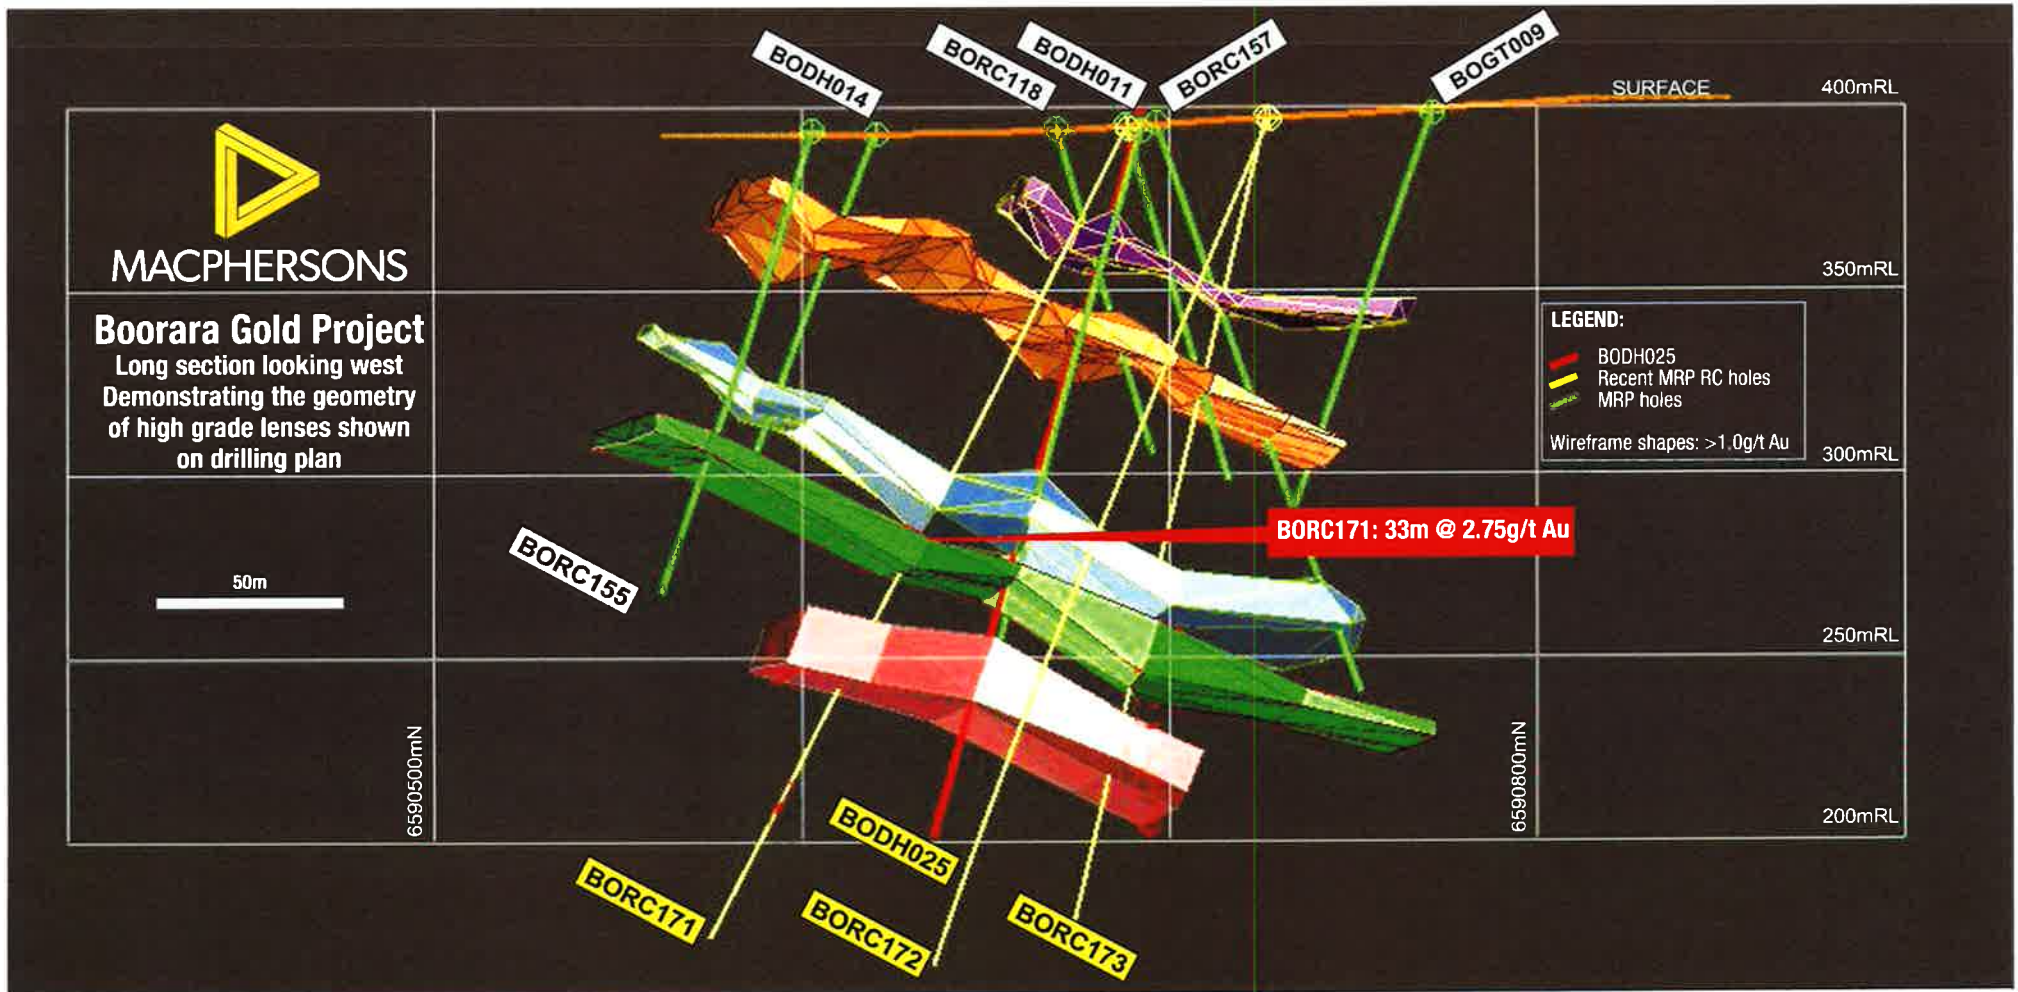 BODH014
BORC118
BODH011
BORC157
BOGT009
SURFACE
400mRL
MACPHERSONS
350mRL
Boorara Gold Project
Long section looking west
Demonstrating the geometry
of high grade lenses shown
on drilling plan
LEGEND:
BODH025
Recent MRP RC holes
MRP holes
Wireframe shapes: >1.0g/t Au
300mRL
BORC171: 33m @ 2.75g/t Au
BORC155
50m
250mRL
6590500mN
6590800mN
200mRL
BODH025
BORC171
BORC172
BORC173